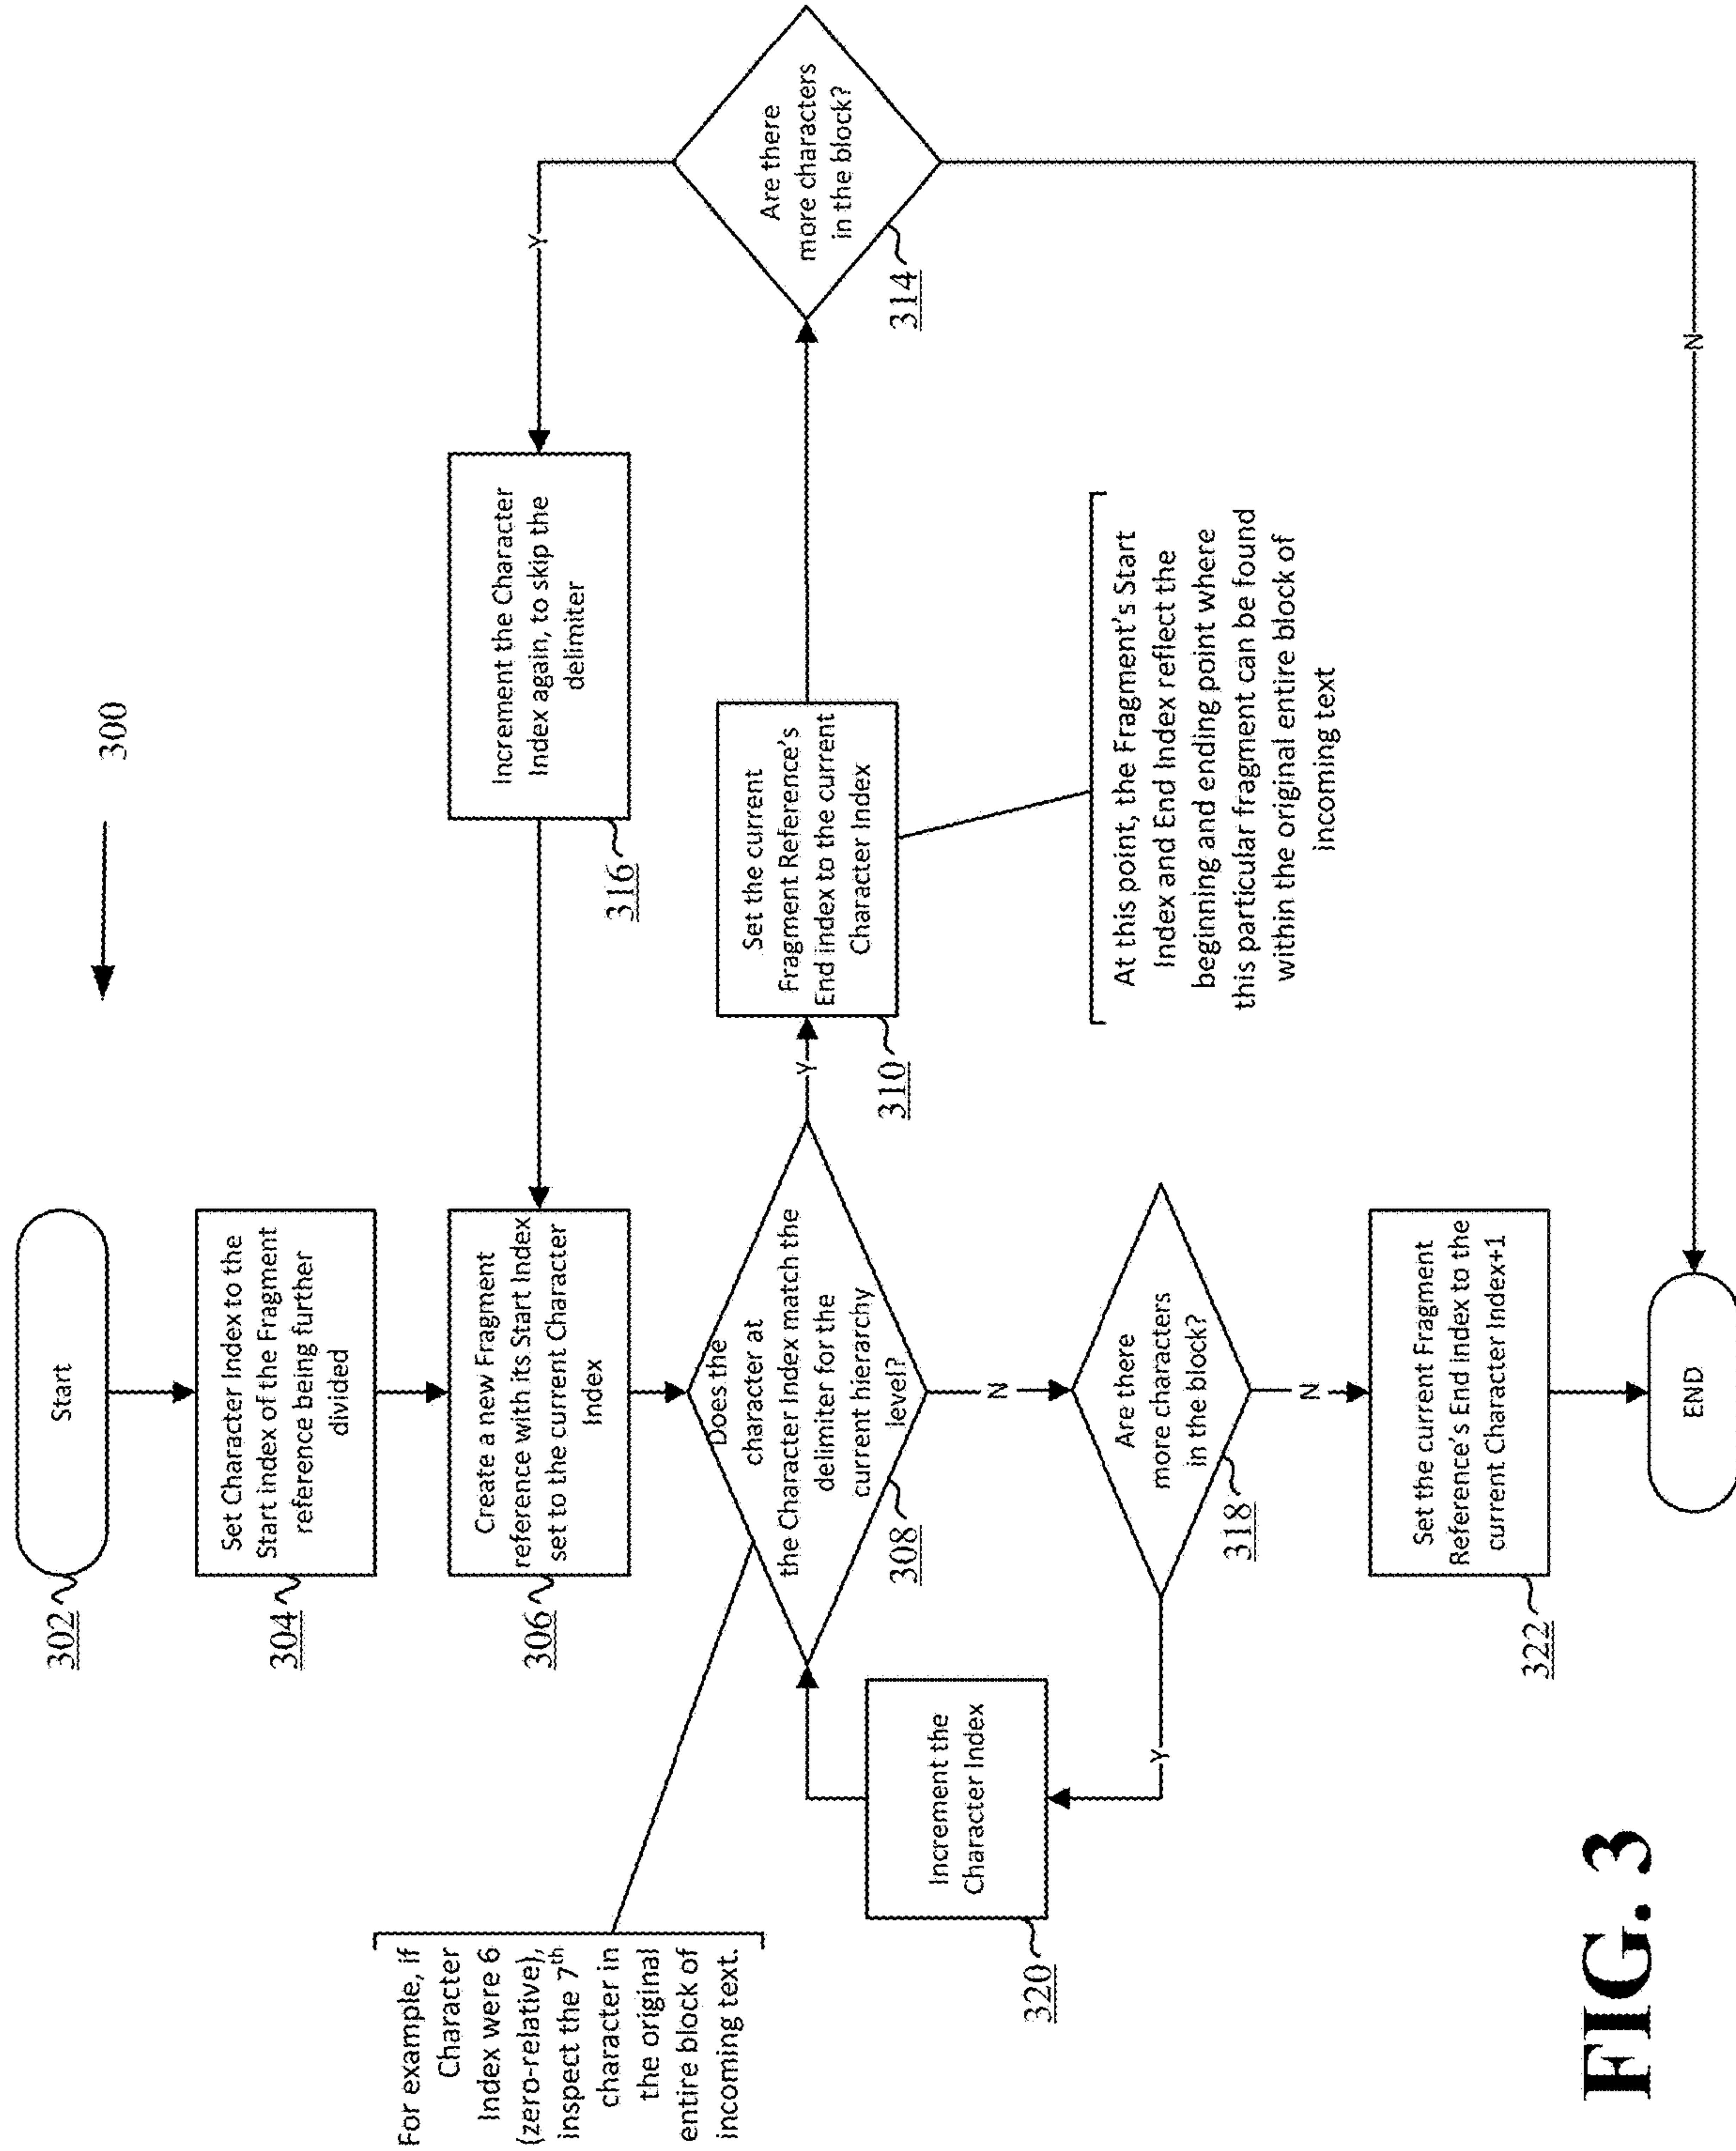 300
Start
302
Set Character Index to the
Start index of the Fragment
reference being further
divided
304
Create a new Fragment
reference with its Start Index
set to the current Character
Index
306
Increment the Character
Index again, to skip the
delimiter
316
Y
For example, if
Character
Index were 6
(zero-relative),
inspect the 7th
character in
the original
entire block of
incoming text.
Does the
character at
the Character Index match the
delimiter for the
current hierarchy
level?
308
Y
Set the current
Fragment Reference's
End index to the current
Character Index
310
Are there
more characters
in the block?
314
At this point, the Fragment's Start
Index and End Index reflect the
beginning and ending point where
this particular fragment can be found
within the original entire block of
incoming text
N
Increment the
Character Index
320
Are there
more characters
in the block?
318
Y
N
Set the current Fragment
Reference's End index to the
current Character Index+1
322
N
END
FIG. 3